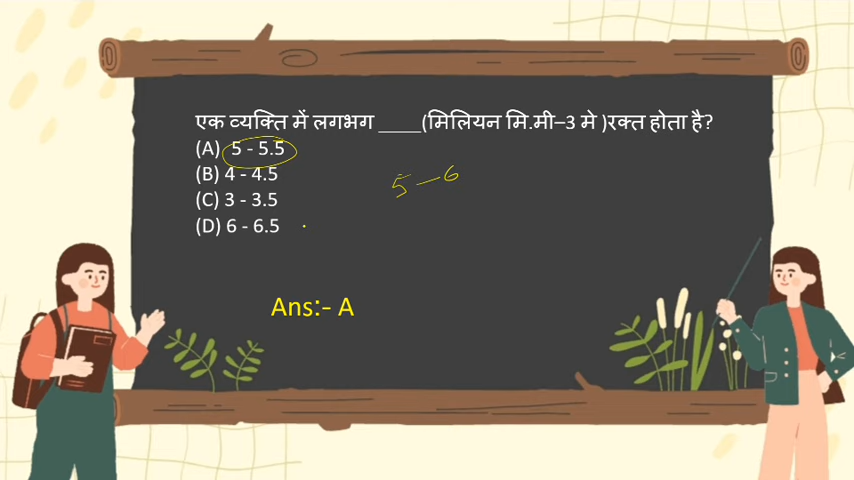 एक व्यक्ति में लगभग ____(मिलियन मि.मी–3 मे )रक्त होता है?
(A) 5 - 5.5
(B) 4 - 4.5
5 — 6
(C) 3 - 3.5
(D) 6 - 6.5
Ans:- A